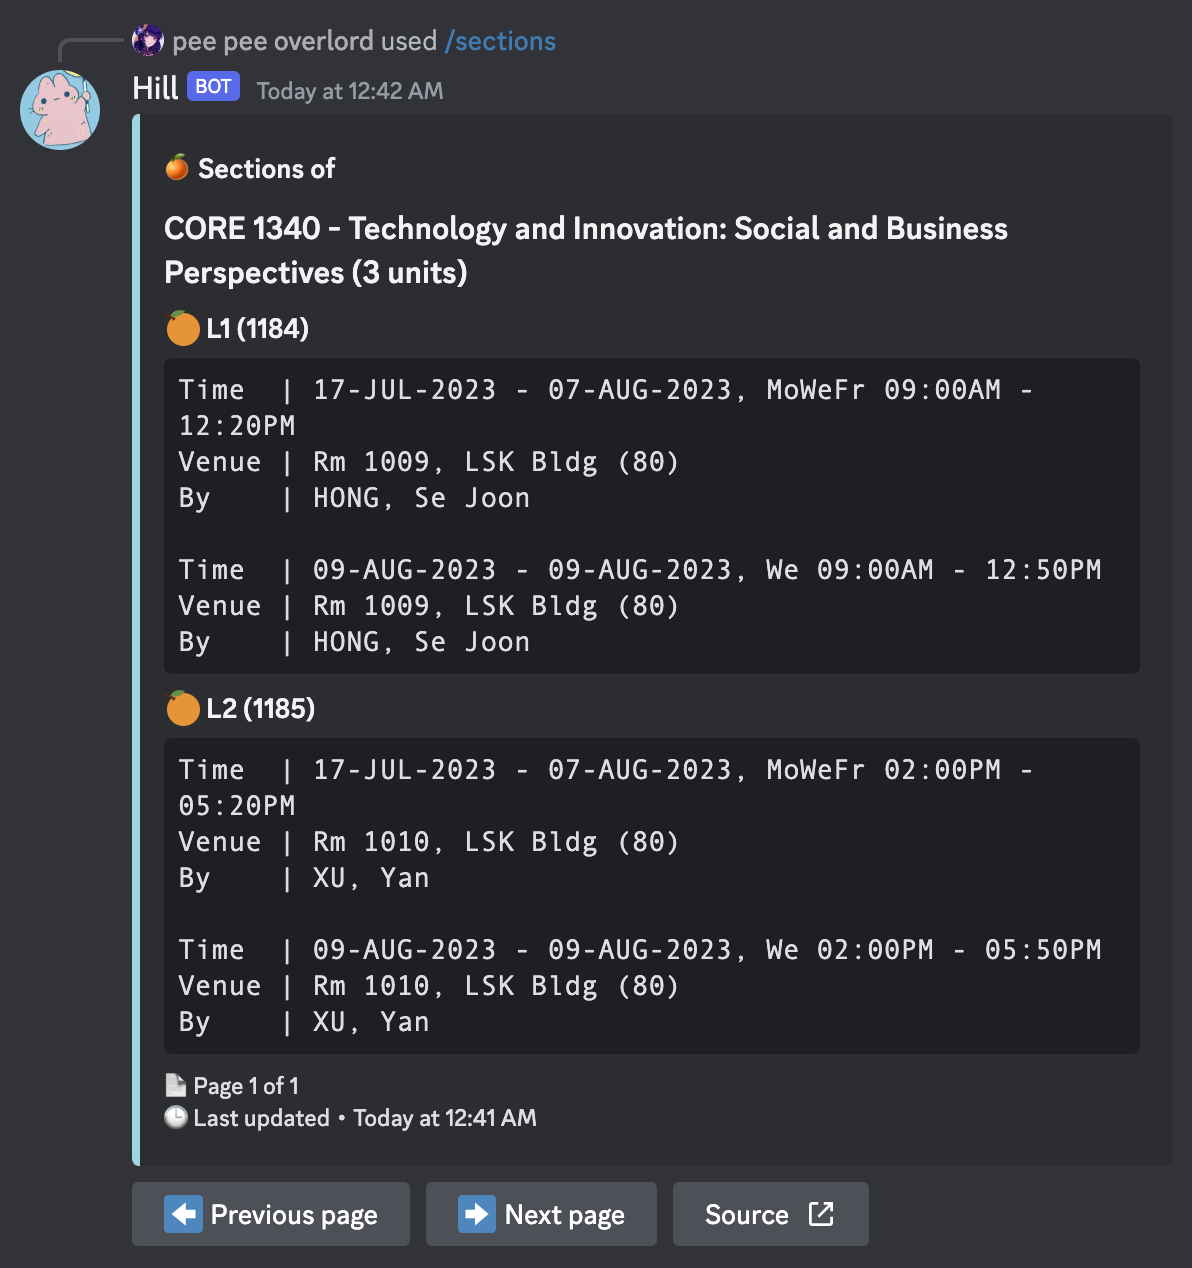 pee pee overlord used /sections
Hill BOT Today at 12:42 AM
Sections of
CORE 1340 - Technology and Innovation: Social and Business
Perspectives (3 units)
L1 (1184)
Time  | 17-JUL-2023 - 07-AUG-2023, MoWeFr 09:00AM -
12:20PM
Venue | Rm 1009, LSK Bldg (80)
By    | HONG, Se Joon
Time  | 09-AUG-2023 - 09-AUG-2023, We 09:00AM - 12:50PM
Venue | Rm 1009, LSK Bldg (80)
By    | HONG, Se Joon
L2 (1185)
Time  | 17-JUL-2023 - 07-AUG-2023, MoWeFr 02:00PM -
05:20PM
Venue | Rm 1010, LSK Bldg (80)
By    | XU, Yan
Time  | 09-AUG-2023 - 09-AUG-2023, We 02:00PM - 05:50PM
Venue | Rm 1010, LSK Bldg (80)
By    | XU, Yan
Page 1 of 1
Last updated • Today at 12:41 AM
Previous page Next page Source